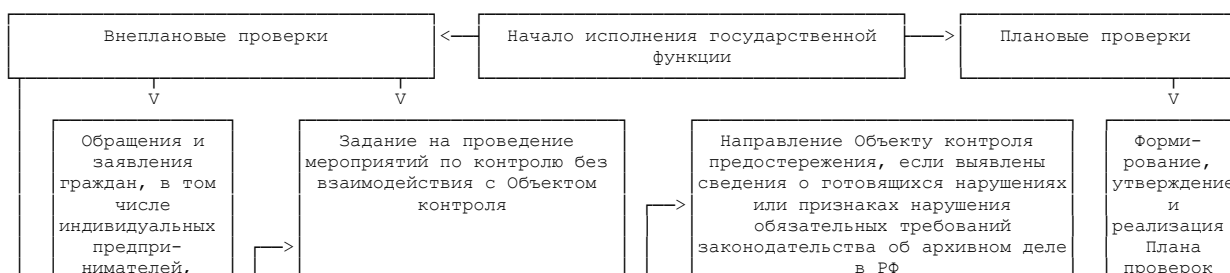 Внеплановые проверки
Начало исполнения государственной
функции
Плановые проверки
Обращения и
заявления
граждан, в том
числе
индивидуальных
предпри-
нимателей,
Задание на проведение
мероприятий по контролю без
взаимодействия с Объектом
контроля
Направление Объекту контроля
предостережения, если выявлены
сведения о готовящихся нарушениях
или признаках нарушения
обязательных требований
законодательства об архивном деле
в РФ
Форми-
рование,
утверждение
и
реализация
Плана
проверок